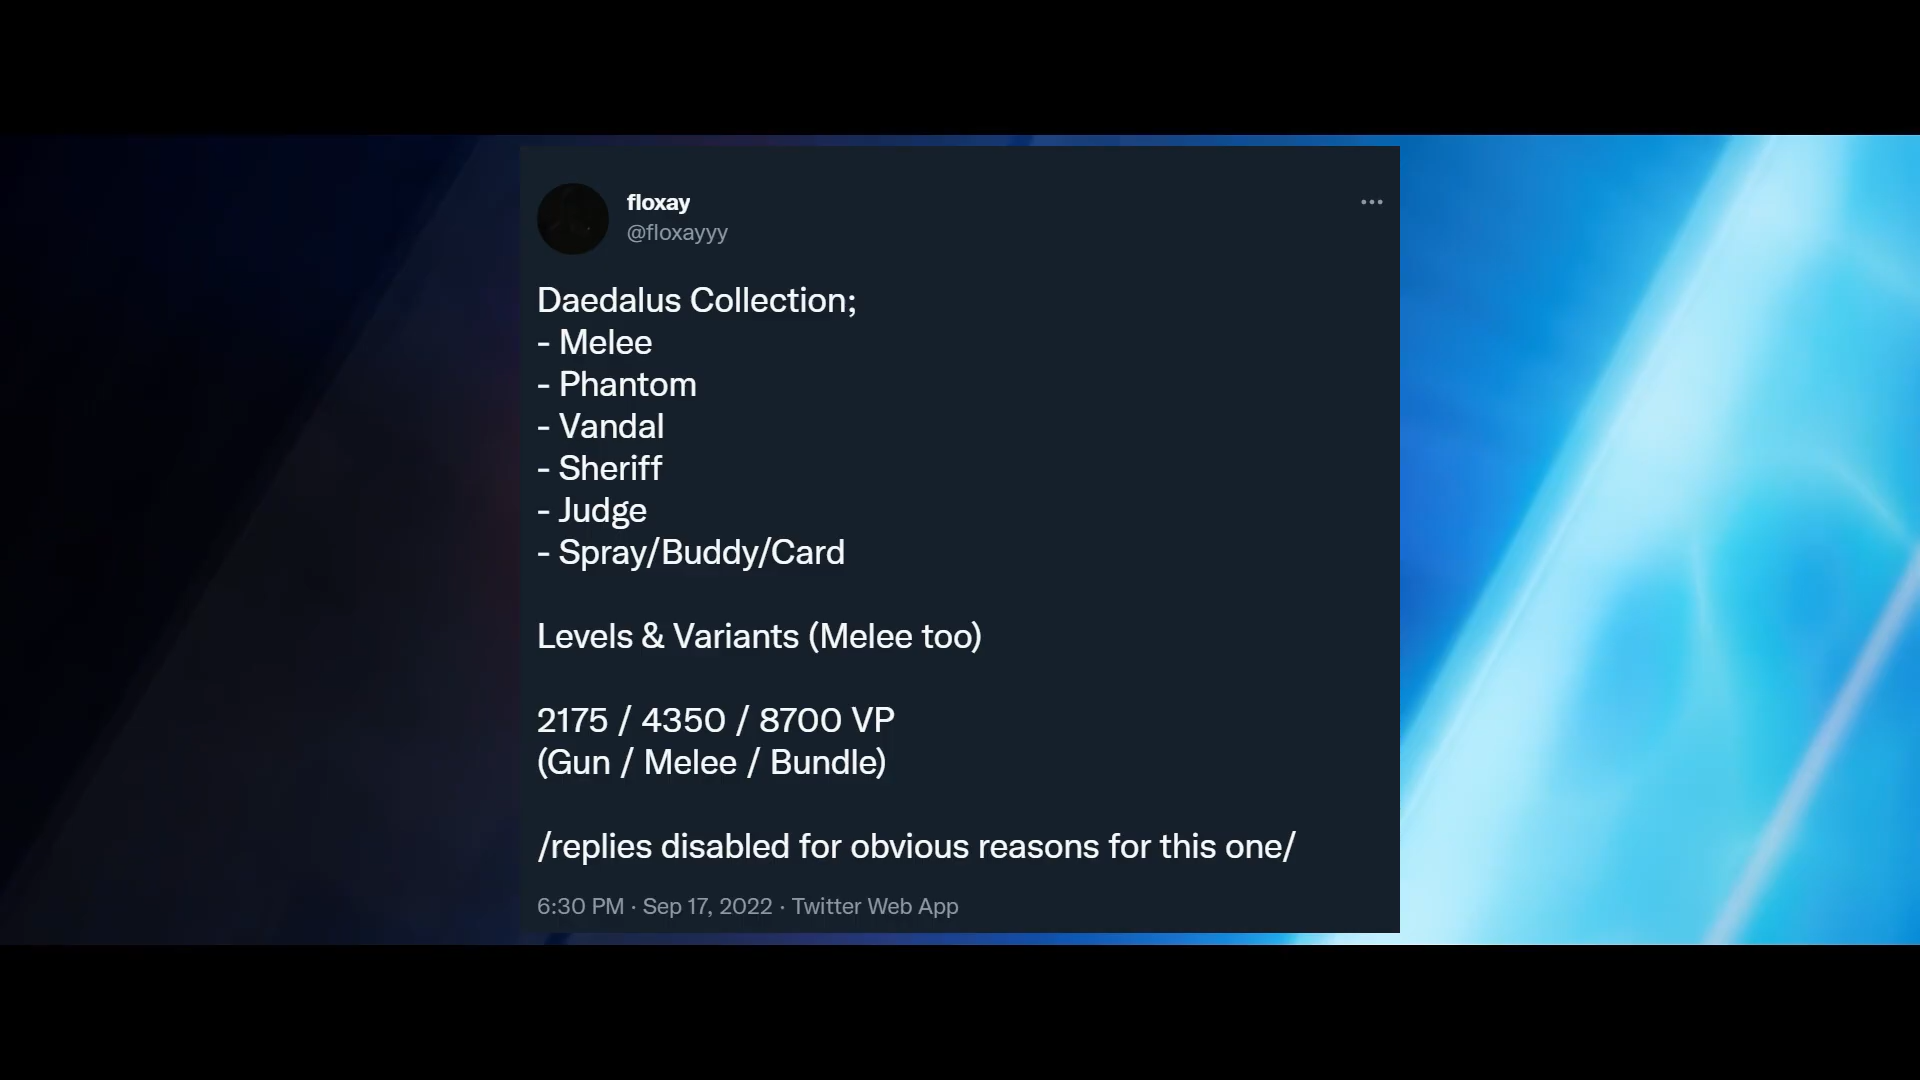 floxay
@floxayyy
Daedalus Collection;
- Melee
- Phantom
- Vandal
- Sheriff
- Judge
- Spray/Buddy/Card
Levels & Variants (Melee too)
2175 / 4350 / 8700 VP
(Gun / Melee / Bundle)
/replies disabled for obvious reasons for this one/
6:30 PM · Sep 17, 2022 · Twitter Web App